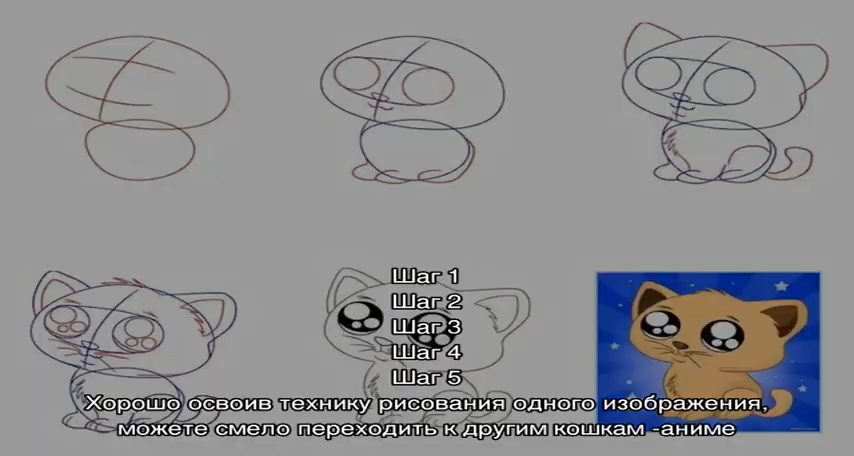 Шаг 1
Шаг 2
Шаг 3
Шаг 4
Шаг 5
Хорошо освоив технику рисования одного изображения,
можете смело переходить к другим кошкам -аниме